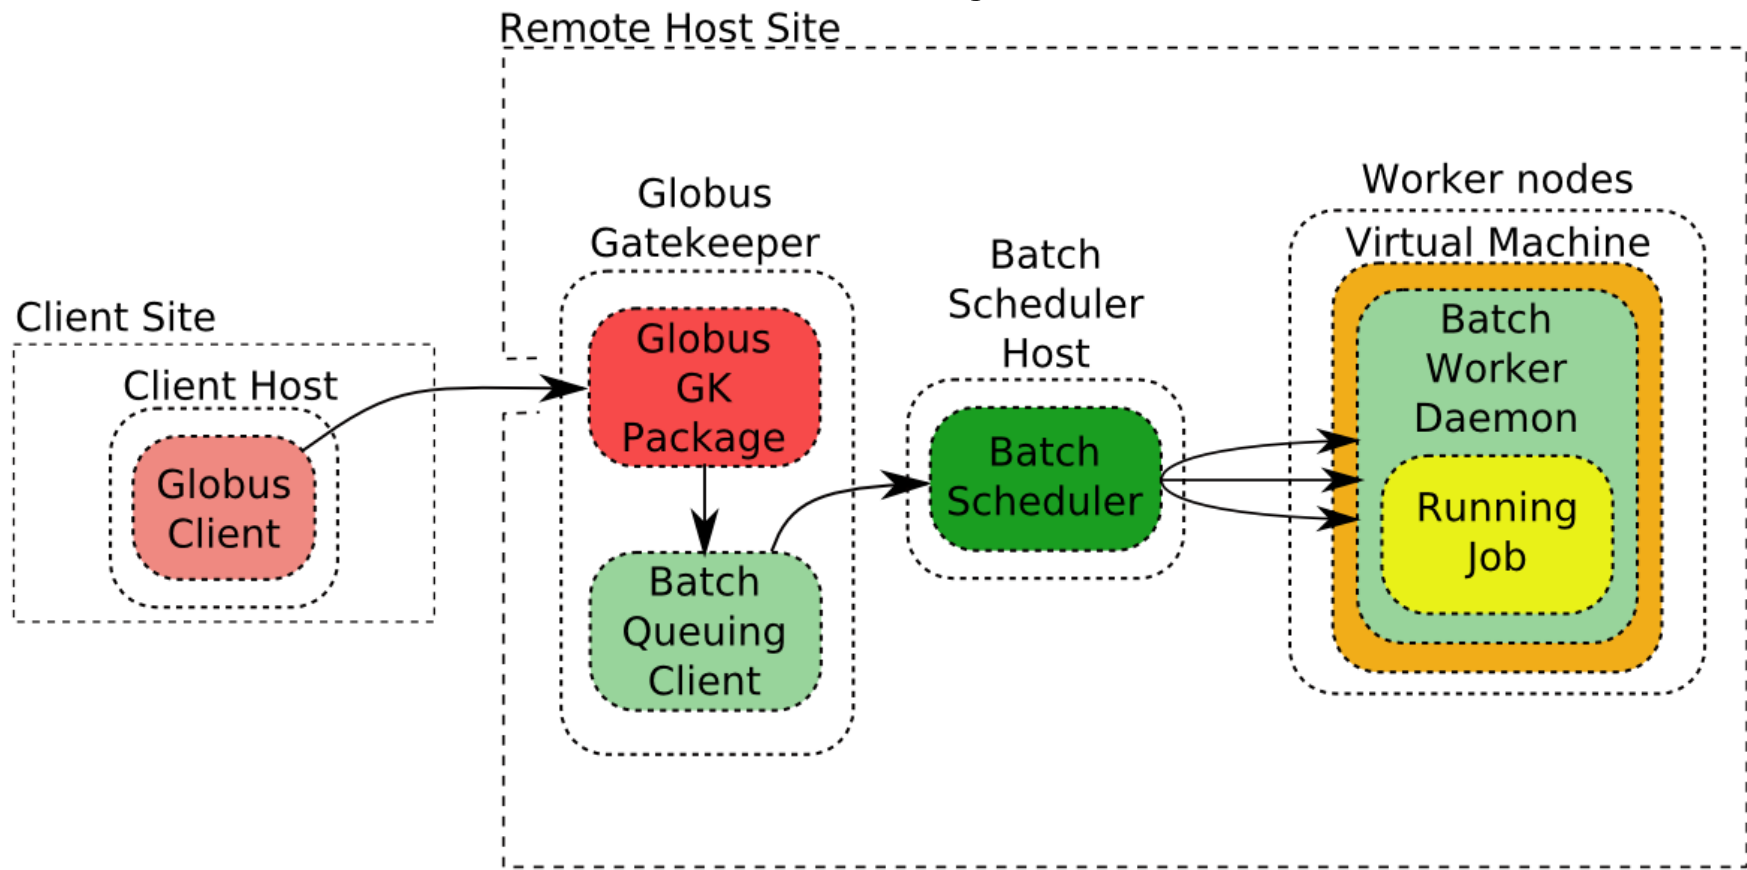 Remote Host Site
Client Site
Client Host
Globus
Client
Globus
Gatekeeper
Globus
GK
Package
Batch
Queuing
Client
Batch
Scheduler
Host
Batch
Scheduler
Worker nodes
Virtual Machine
Batch
Worker
Daemon
Running
Job